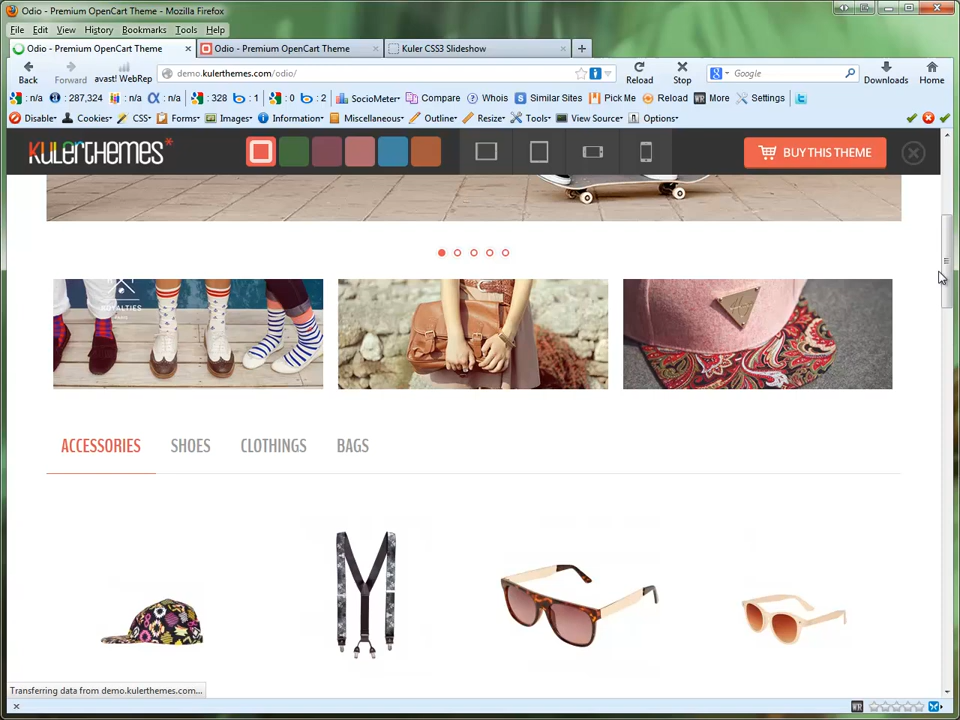 Odio - Premium OpenCart Theme - Mozilla Firefox
File Edit View History Bookmarks Tools Help
Odio - Premium OpenCart Theme × Odio - Premium OpenCart Theme × Kuler CSS3 Slideshow × +
Back Forward avast! WebRep demo.kulerthemes.com/odio/ Google Reload Stop Downloads Home
: n/a : 287,324 : n/a : n/a : 328 : 1 : 0 : 2 SocioMeter Compare Whois Similar Sites Pick Me Reload More Settings
Disable Cookies CSS Forms Images Information Miscellaneous Outline Resize Tools View Source Options
KULERTHEMES* BUY THIS THEME
ROYALTIES
ACCESSORIES SHOES CLOTHINGS BAGS
Transferring data from demo.kulerthemes.com...
× WR